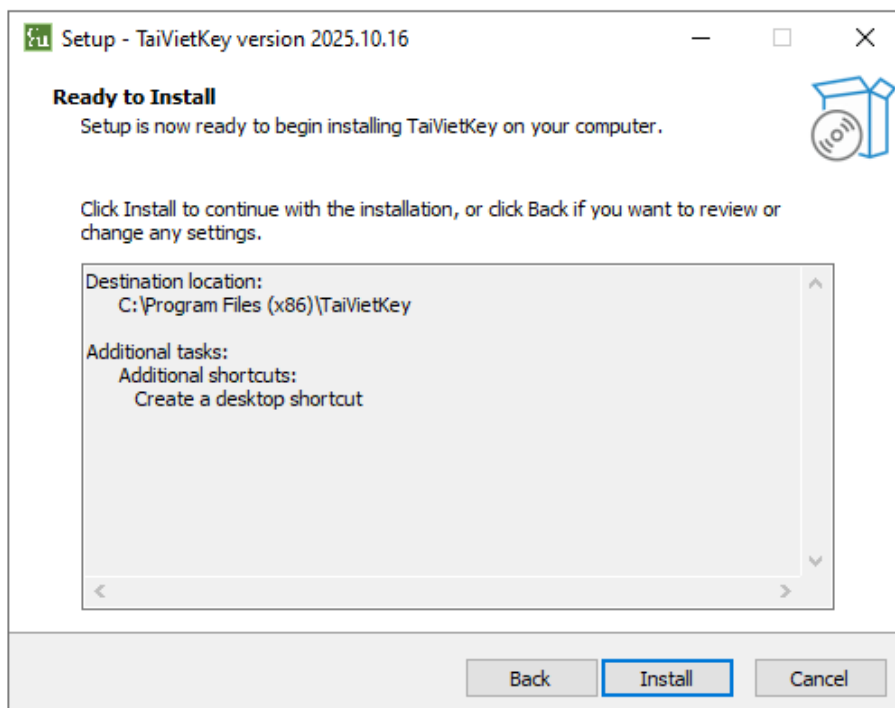 Setup - TaiVietKey version 2025.10.16
Ready to Install
Setup is now ready to begin installing TaiVietKey on your computer.
Click Install to continue with the installation, or click Back if you want to review or
change any settings.
Destination location:
C:\Program Files (x86)\TaiVietKey
Additional tasks:
Additional shortcuts:
Create a desktop shortcut
Back
Install
Cancel